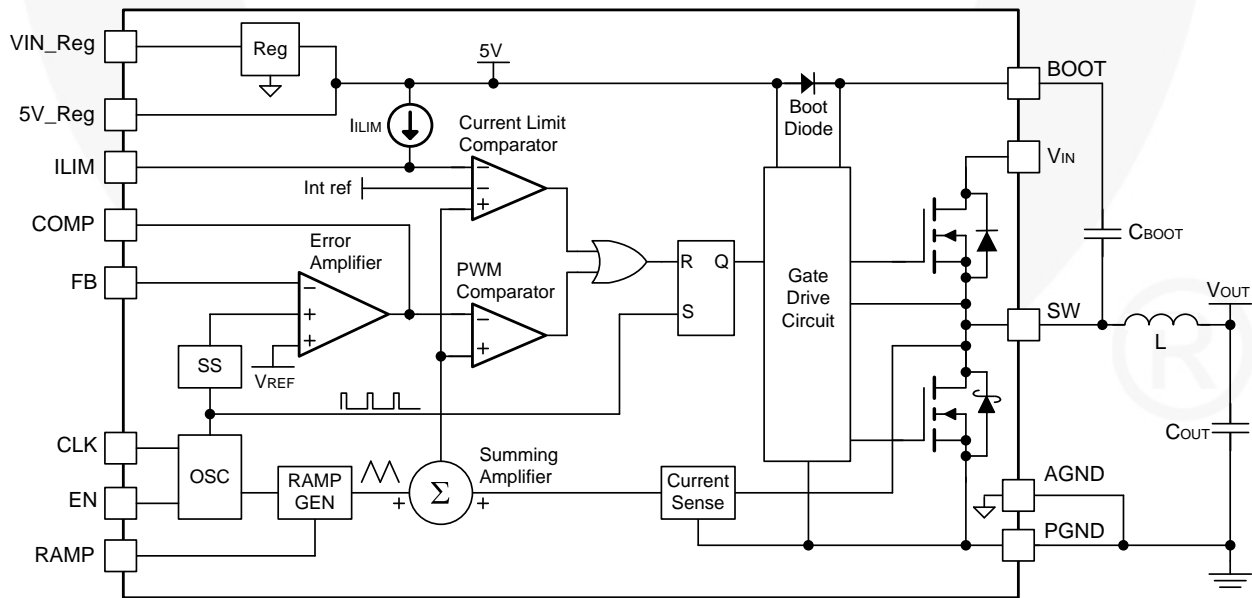 VIN_Reg
Reg
5V
BOOT
Boot
Diode
5V_Reg
IILIM
Current Limit
Comparator
VIN
ILIM
Int ref
COMP
CBOOT
Error
Amplifier
PWM
Comparator
R
Q
S
Gate
Drive
Circuit
FB
VOUT
SW
L
SS
VREF
COUT
CLK
OSC
EN
RAMP
GEN
Σ
+
+
Summing
Amplifier
Current
Sense
AGND
PGND
RAMP
®